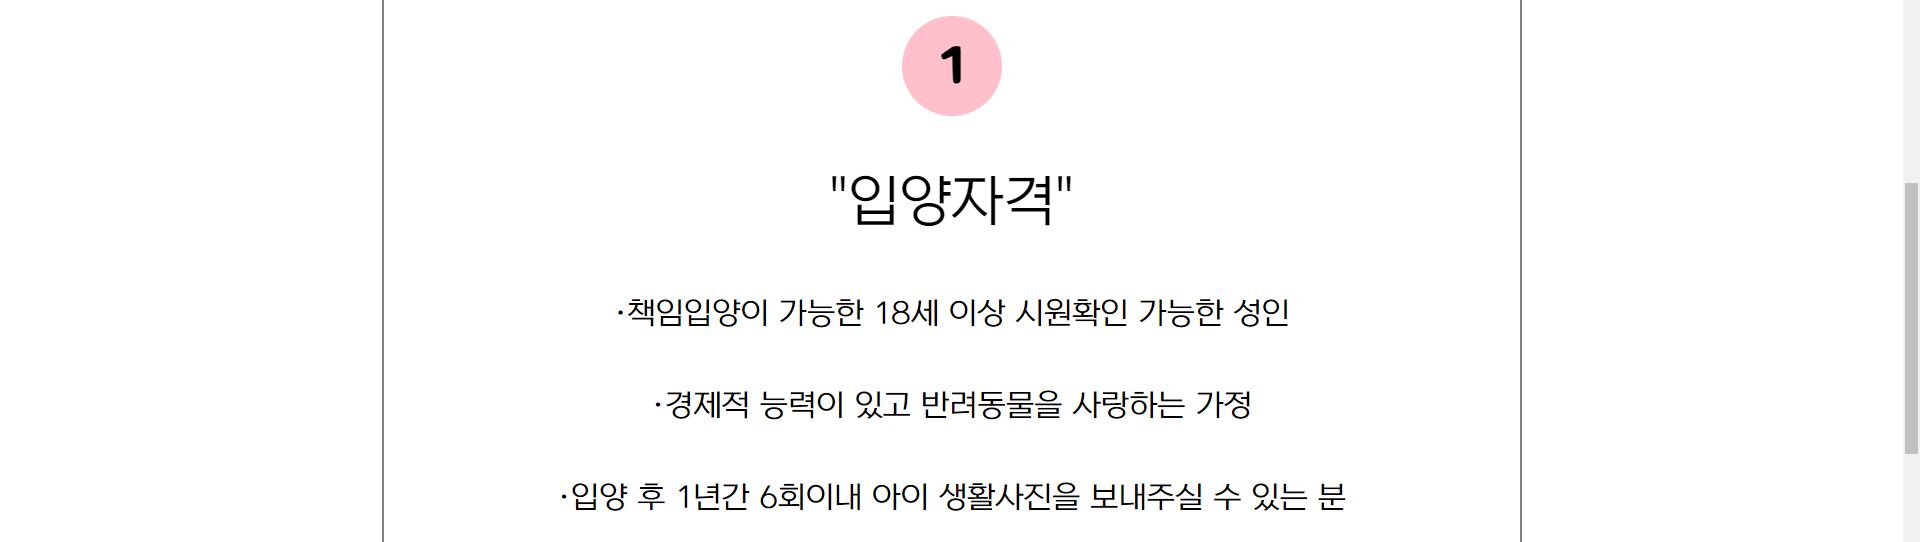 1
"입양자격"
·책임입양이 가능한 18세 이상 시원확인 가능한 성인
·경제적 능력이 있고 반려동물을 사랑하는 가정
·입양 후 1년간 6회이내 아이 생활사진을 보내주실 수 있는 분